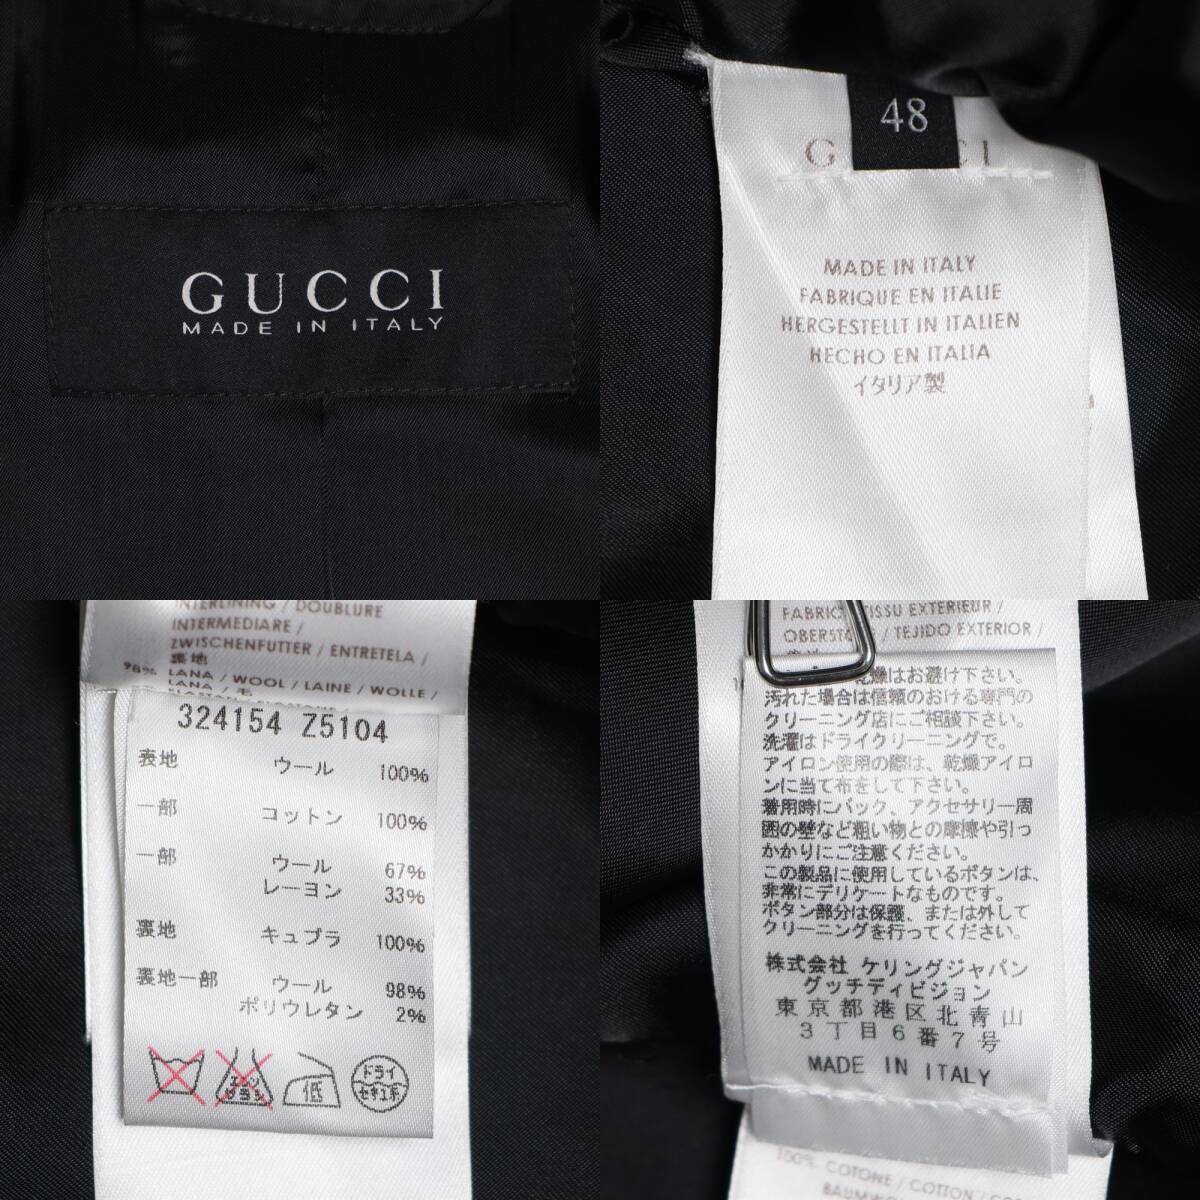 GUCCI
MADE IN ITALY
48
MADE IN ITALY
FABRIQUE EN ITALIE
HERGESTELLT IN ITALIEN
HECHO EN ITALIA
イタリア製
INTERLINING / DOUBLURE
INTERMEDIARE /
ZWISCHENFUTTER / ENTRETELA /
裏地
98% LANA / WOOL / LAINE / WOLLE /
LANA / 毛
324154 Z5104
表地 ウール 100%
一部 コットン 100%
一部 ウール 67%
レーヨン 33%
裏地 キュプラ 100%
裏地一部 ウール 98%
ポリウレタン 2%
エンソ サラシ
低
ドライ セキユ系
TISSU EXTERIEUR /
TEJIDO EXTERIOR /
乾燥はお避け下さい。
汚れた場合は信頼のおける専門の
クリーニング店にご相談下さい。
洗濯はドライクリーニングで。
アイロン使用の際は、乾燥アイロ
ンに当て布をして下さい。
着用時にバック、アクセサリー周
囲の壁など粗い物との摩擦や引っ
かかりにご注意ください。
この製品に使用しているボタンは、
非常にデリケートなものです。
ボタン部分は保護、または外して
クリーニングを行ってください。
株式会社 ケリングジャパン
グッチディビジョン
東京都港区北青山
3丁目6番7号
MADE IN ITALY
100% COTONE / COTTON /